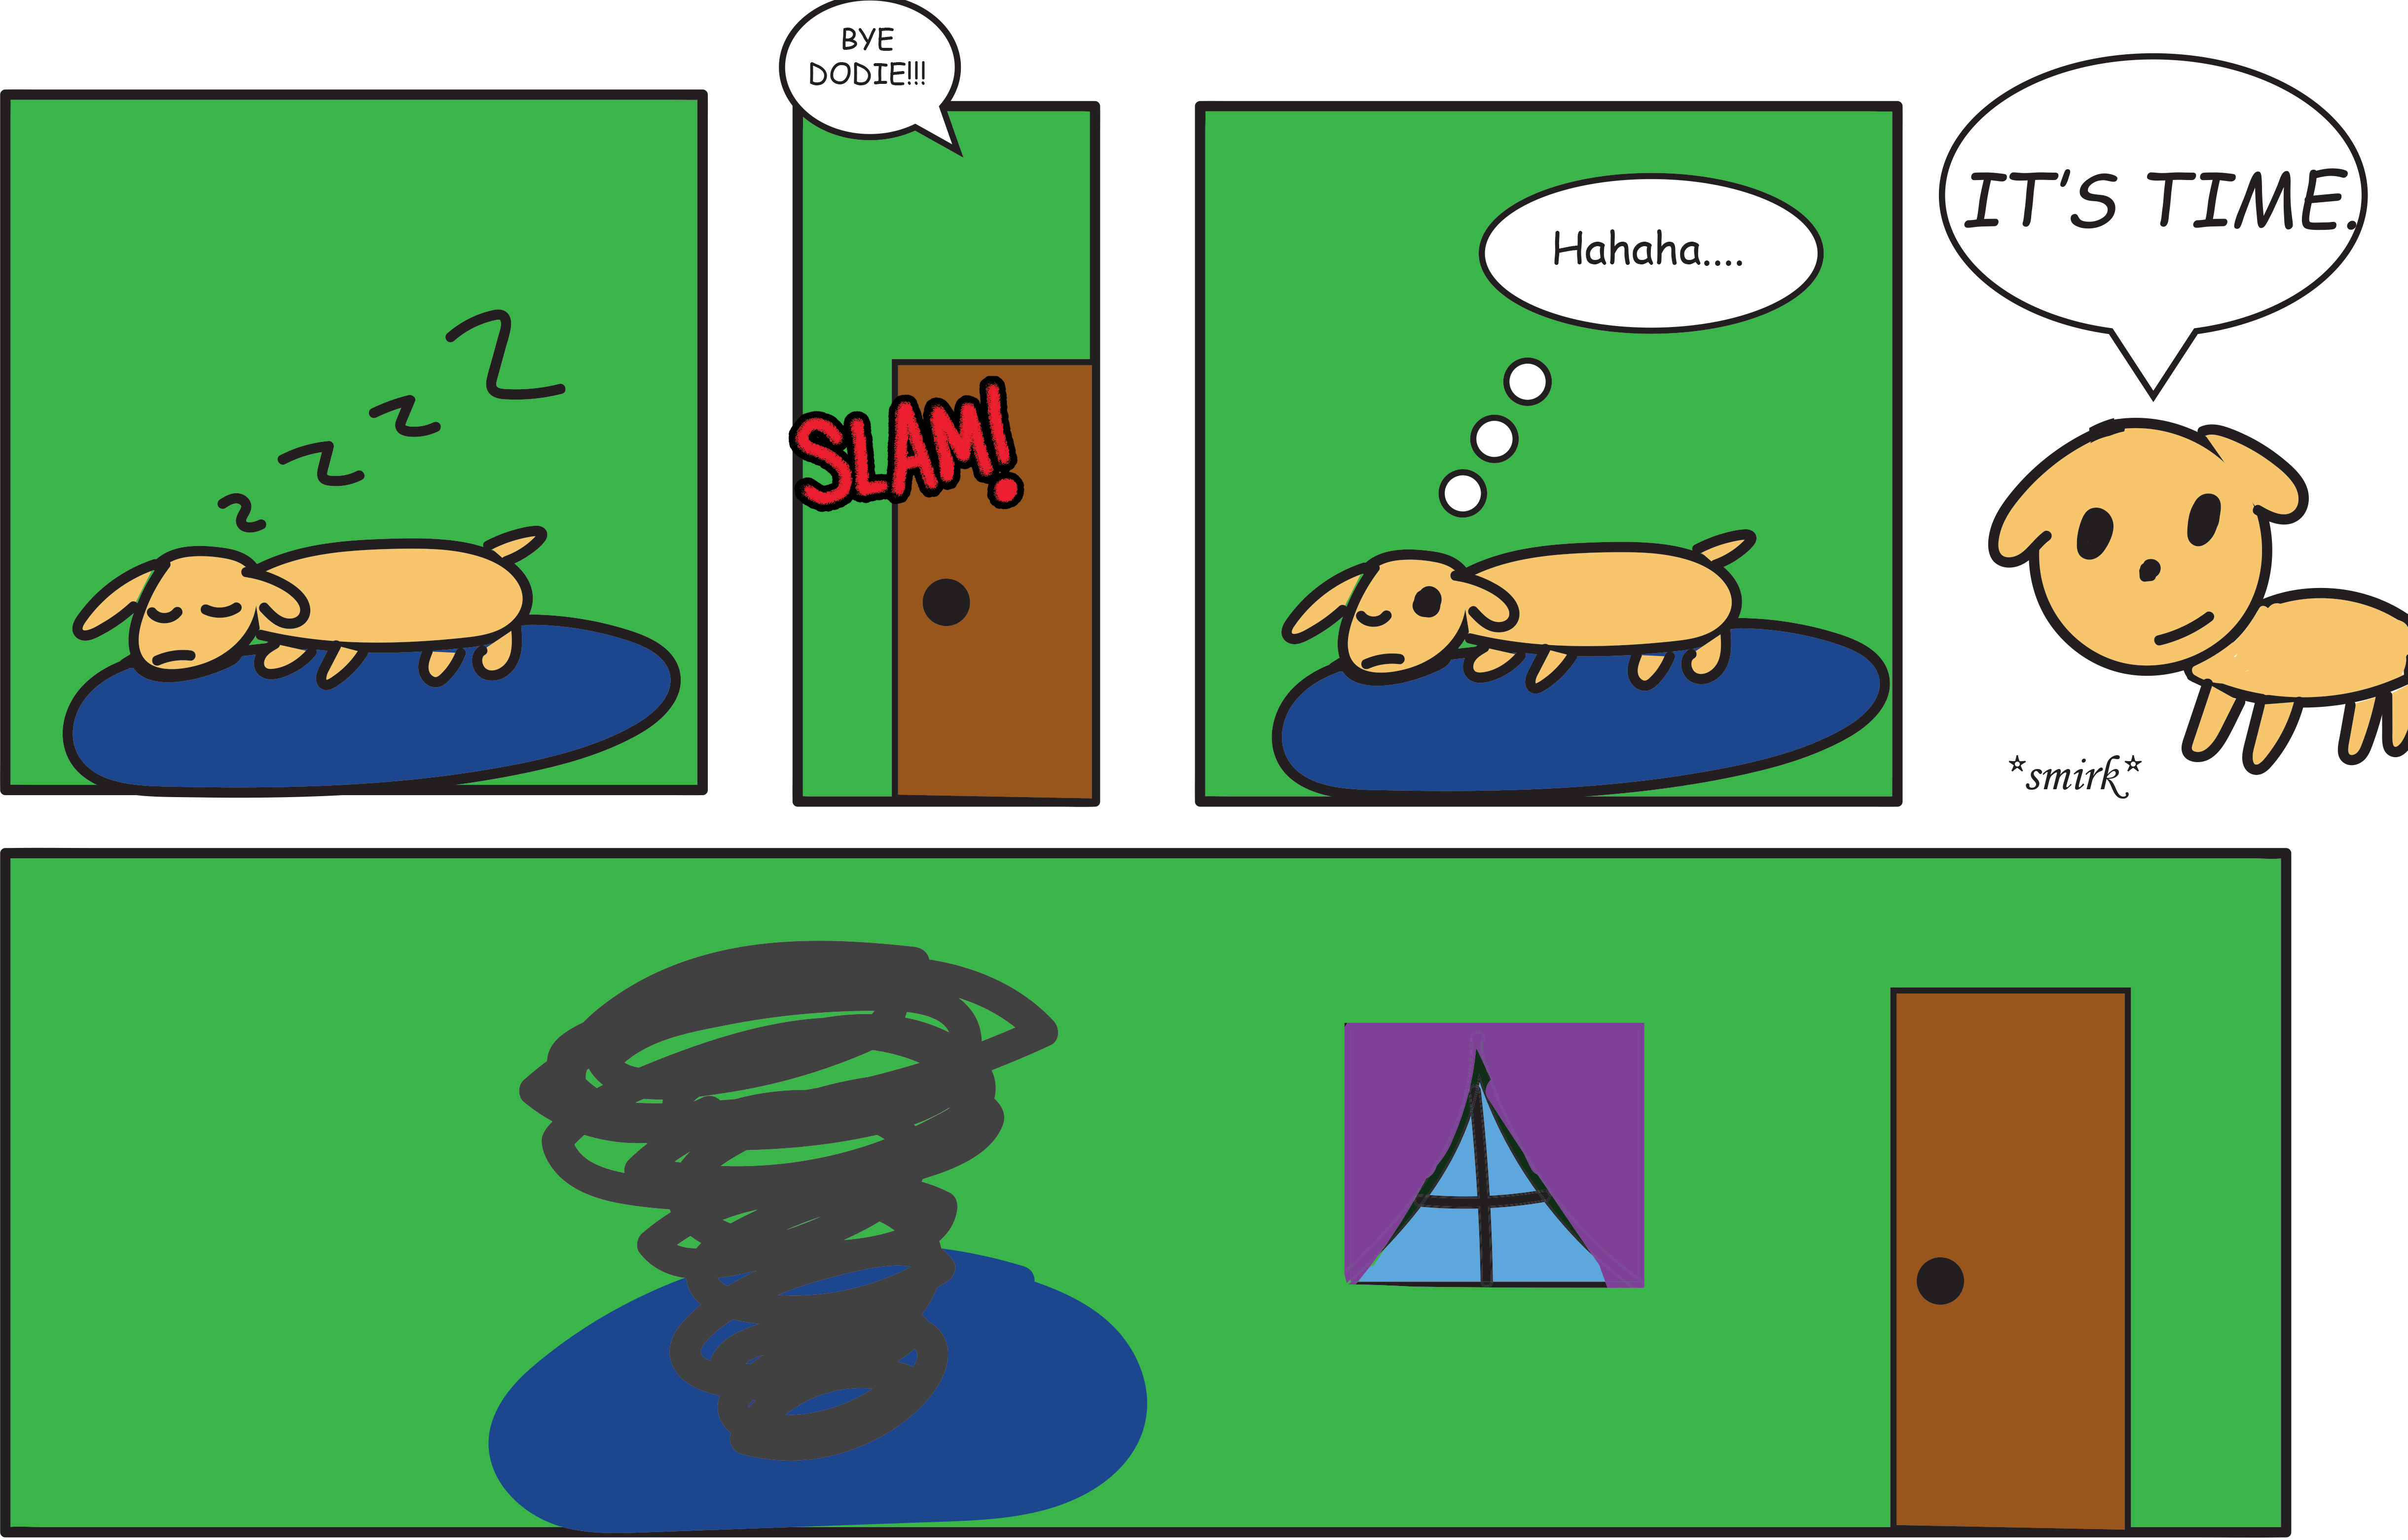 z z z Z
BYE
DODIE!!!
SLAM!
Hahaha....
IT'S TIME.
*smirk*